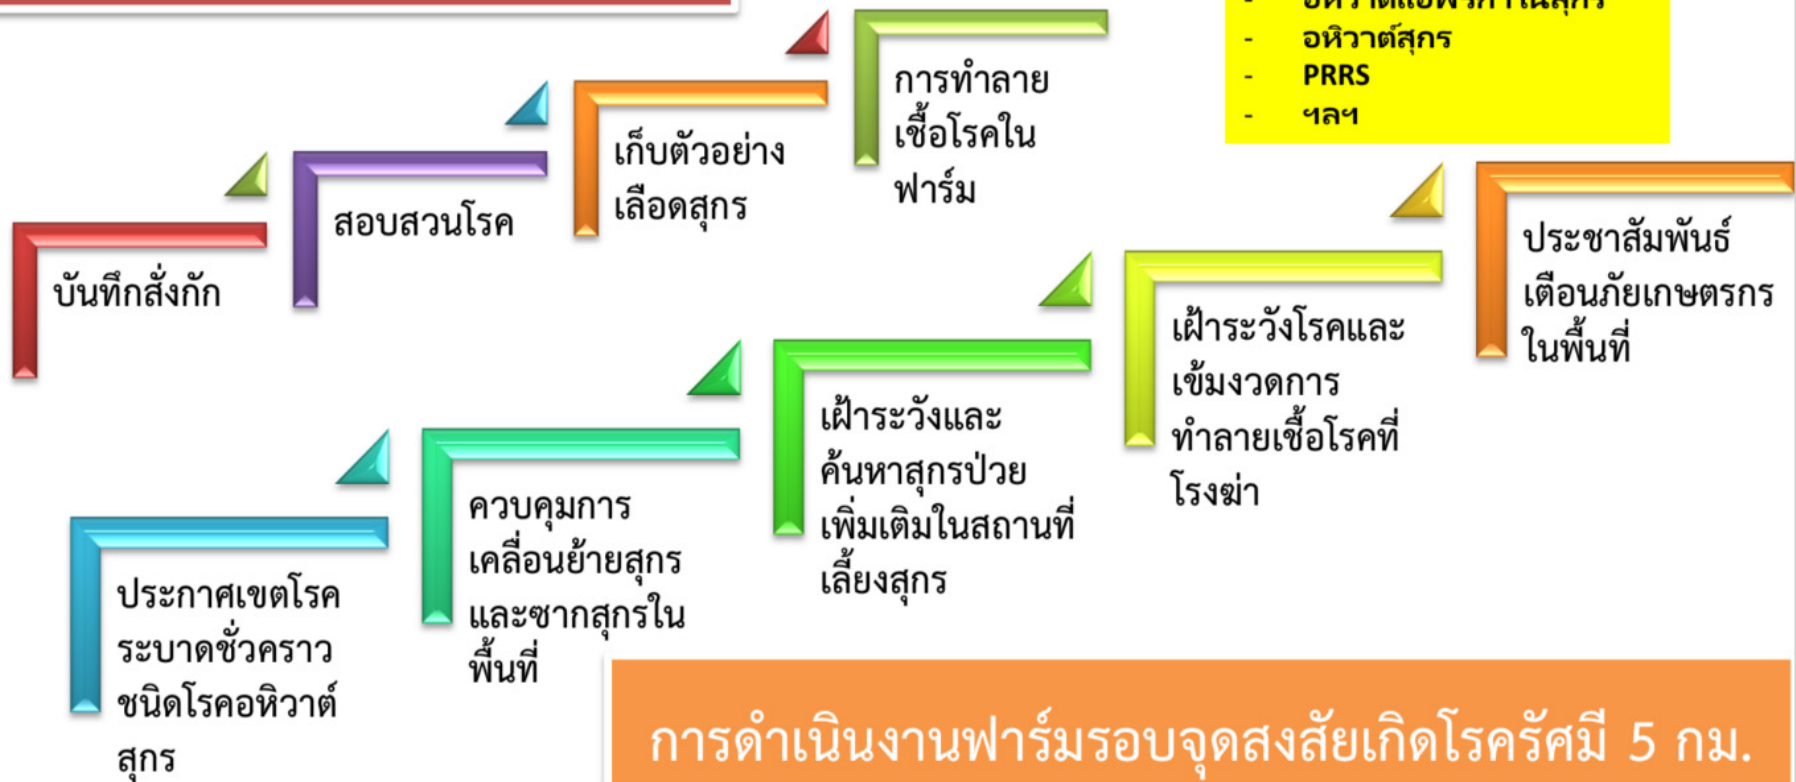 - อหิวาต์สุกร
- PRRS
- ฯลฯ
การทำลาย
เชื้อโรคใน
ฟาร์ม
เก็บตัวอย่าง
เลือดสุกร
สอบสวนโรค
บันทึกสั่งกัก
ประชาสัมพันธ์
เตือนภัยเกษตรกร
ในพื้นที่
เฝ้าระวังโรคและ
เข้มงวดการ
ทำลายเชื้อโรคที่
โรงฆ่า
เฝ้าระวังและ
ค้นหาสุกรป่วย
เพิ่มเติมในสถานที่
เลี้ยงสุกร
ควบคุมการ
เคลื่อนย้ายสุกร
และซากสุกรใน
พื้นที่
ประกาศเขตโรค
ระบาดชั่วคราว
ชนิดโรคอหิวาต์
สุกร
การดำเนินงานฟาร์มรอบจุดสงสัยเกิดโรครัศมี 5 กม.